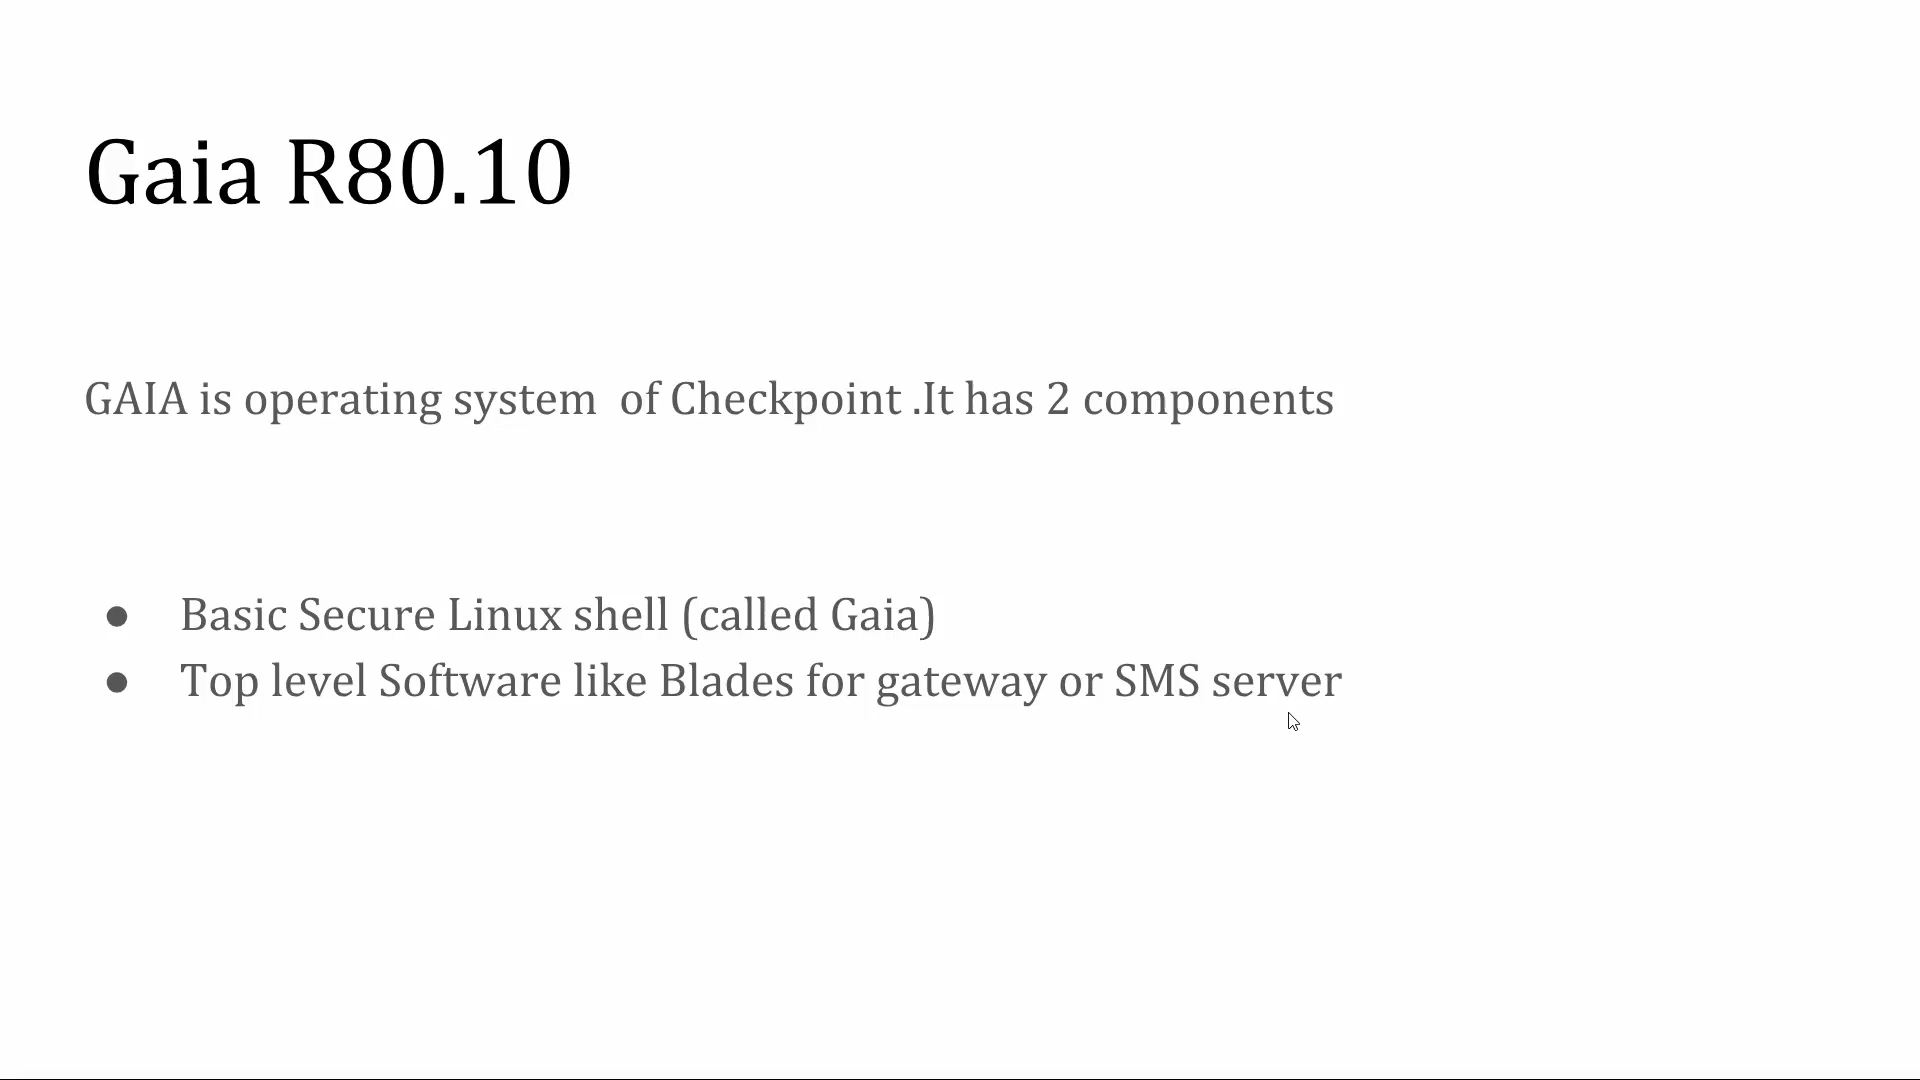 Gaia R80.10
GAIA is operating system  of Checkpoint .It has 2 components
● Basic Secure Linux shell (called Gaia)
● Top level Software like Blades for gateway or SMS server